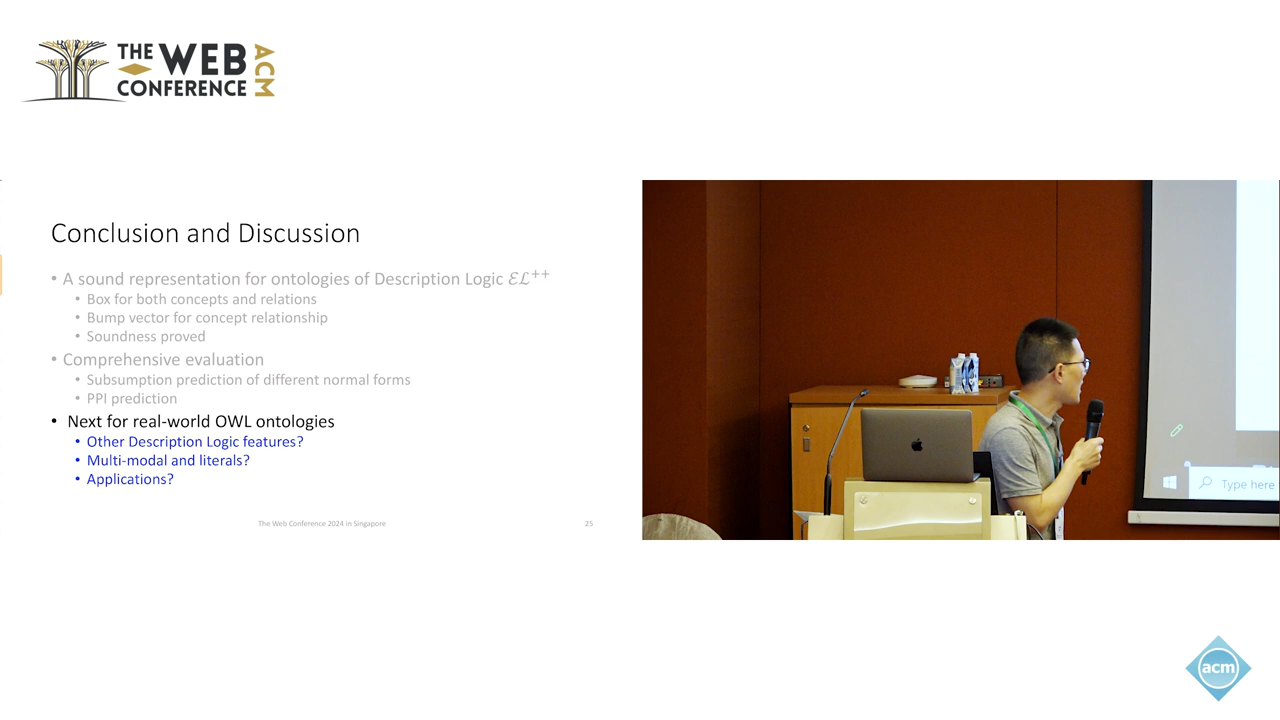 THE WEB
CONFERENCE
ACM
Conclusion and Discussion
• A sound representation for ontologies of Description Logic ℰℒ⁺⁺
• Box for both concepts and relations
• Bump vector for concept relationship
• Soundness proved
• Comprehensive evaluation
• Subsumption prediction of different normal forms
• PPI prediction
• Next for real-world OWL ontologies
• Other Description Logic features?
• Multi-modal and literals?
• Applications?
The Web Conference 2024 in Singapore
25
Type here
acm